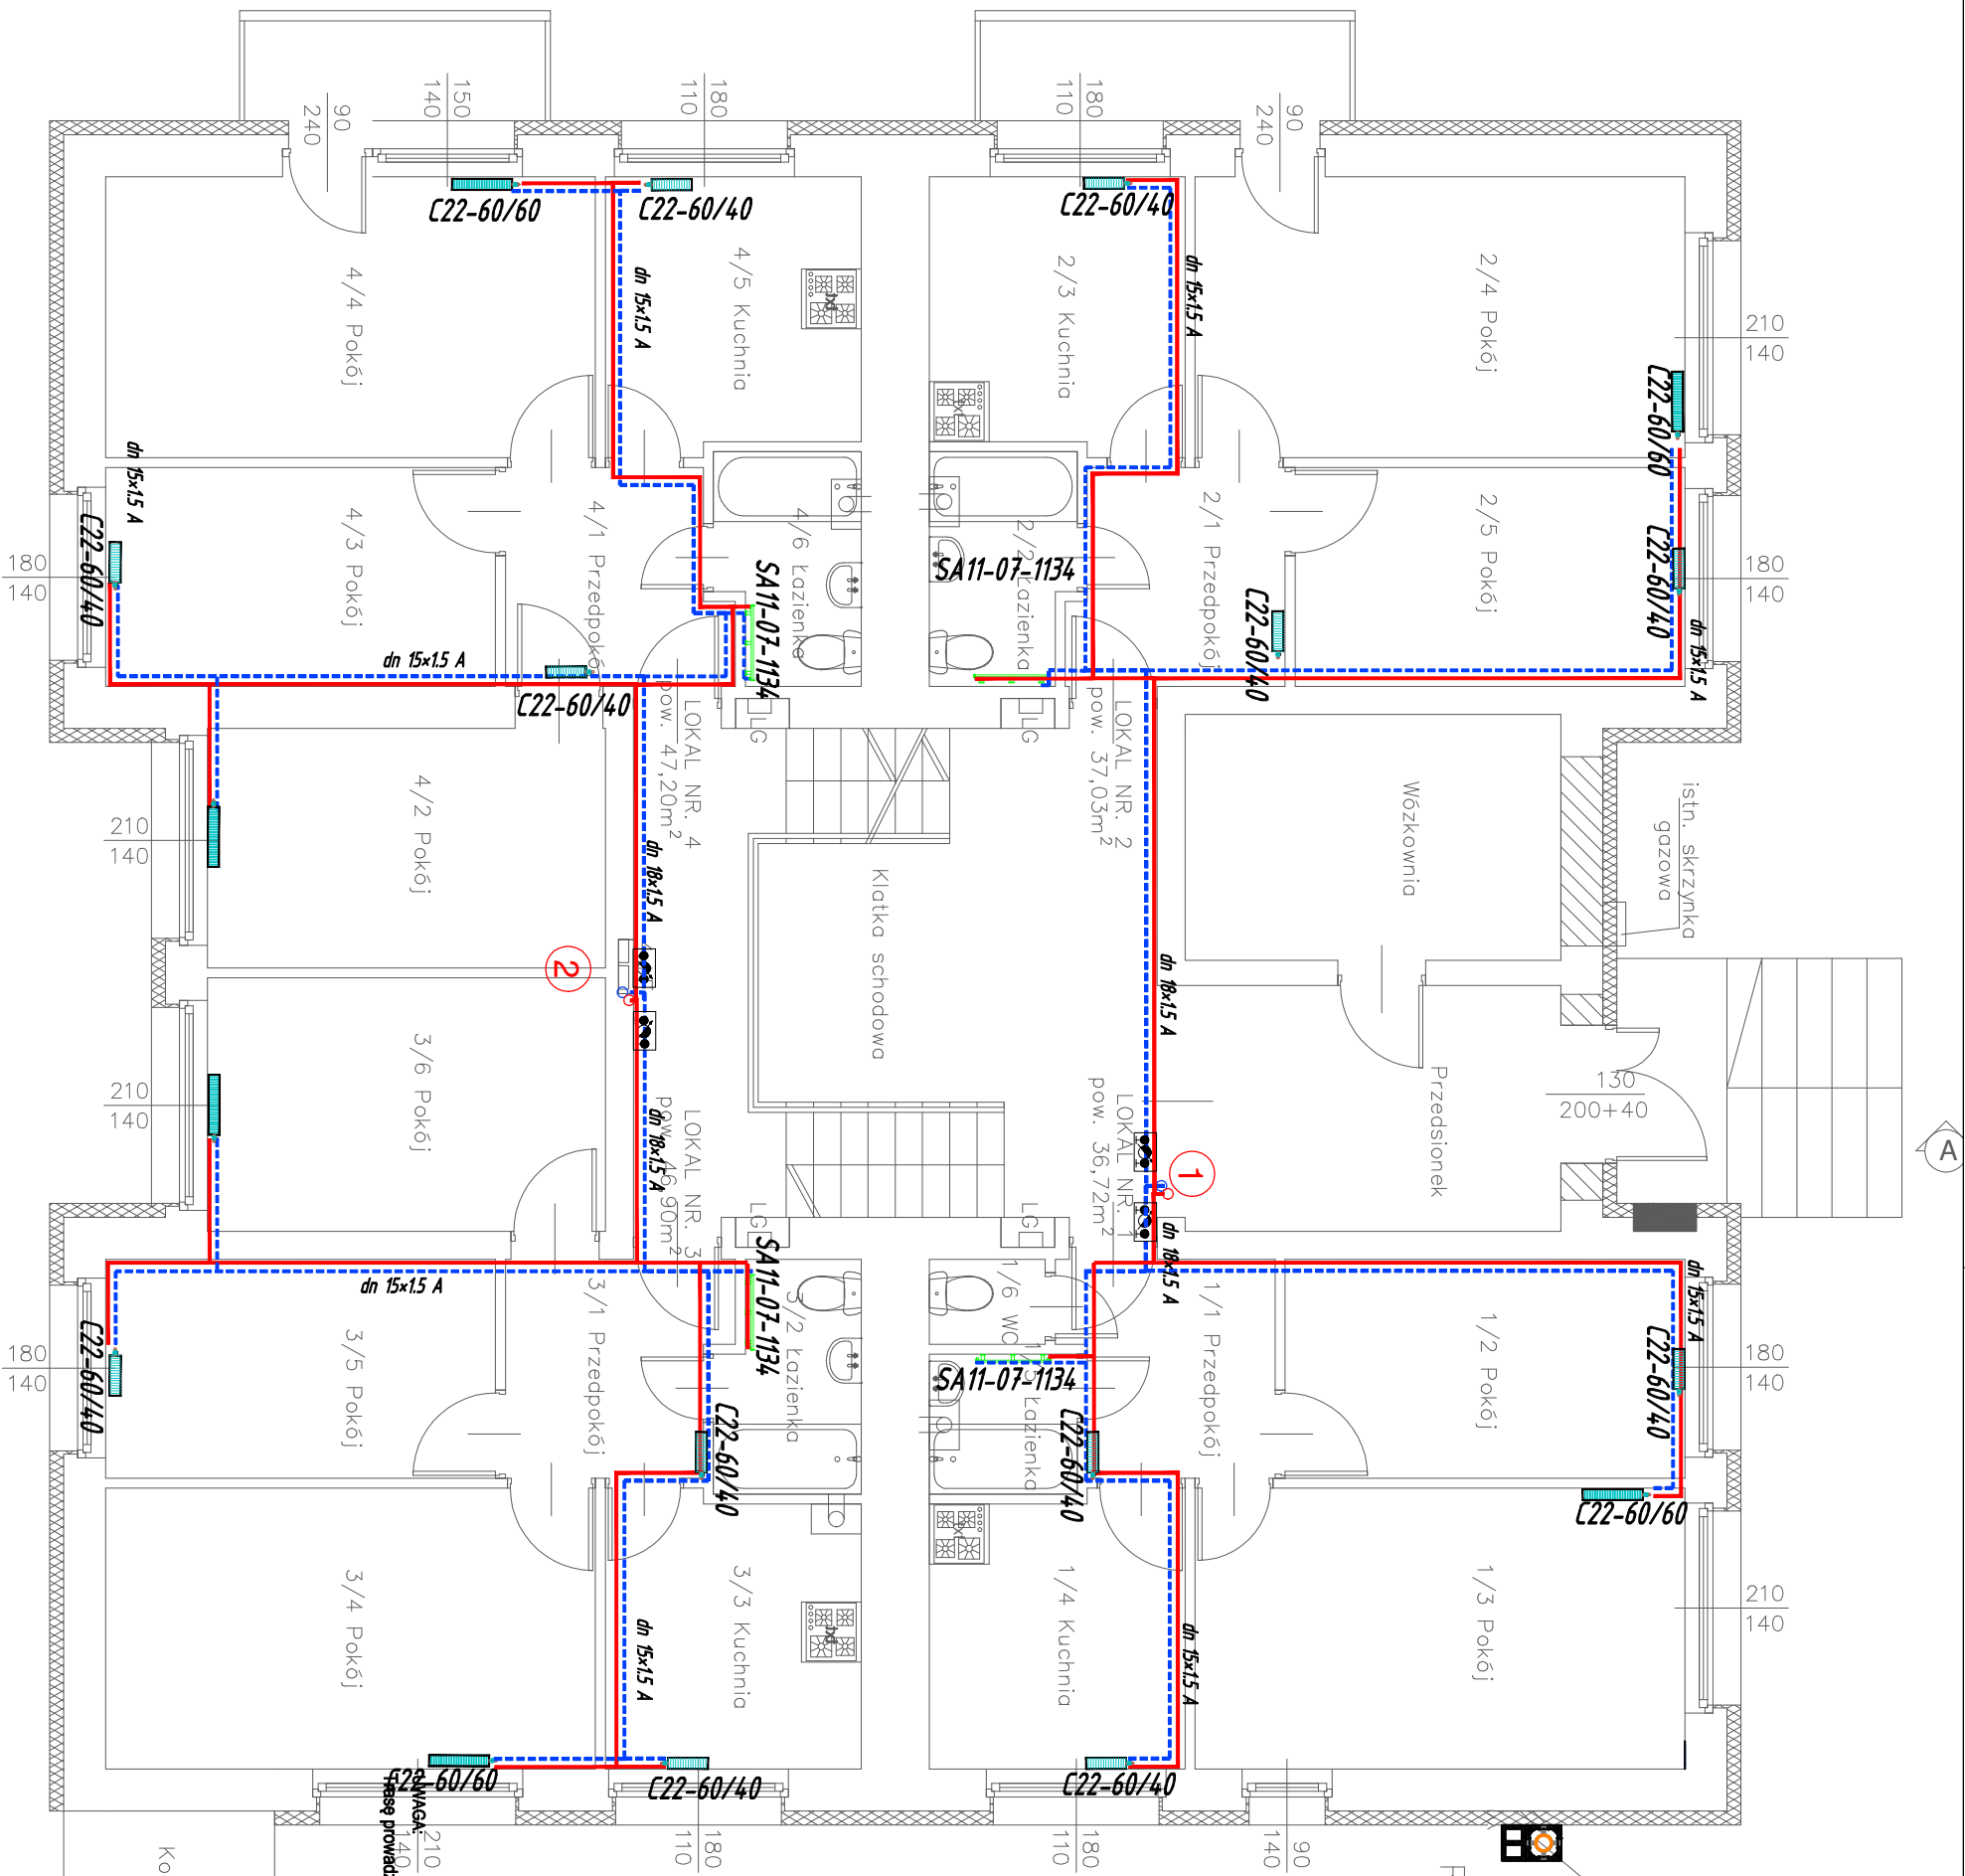 90
240
150
140
180
110
180
110
90
240
C22-60/60
C22-60/40
C22-60/40
4/4 Pokój
dn 15x1.5 A
4/5 Kuchnia
2/3 Kuchnia
dn 15x1.5 A
2/4 Pokój
210
140
C22-60/60
dn 15x1.5 A
C22-60/40
180
140
4/3 Pokój
4/1 Przedpokój
4/6 Łazienka
SA11-07-1134
2/2 Łazienka
SA11-07-1134
2/1 Przedpokój
C22-60/40
2/5 Pokój
C22-60/40
180
140
dn 15x1.5 A
dn 15x1.5 A
C22-60/40
LOKAL NR. 4
pow. 47,20m²
LG
LG
LOKAL NR. 2
pow. 37,03m²
4/2 Pokój
210
140
dn 18x1.5 A
Klatka schodowa
dn 18x1.5 A
Wózkownia
istn. skrzynka
gazowa
2
3/6 Pokój
210
140
LOKAL NR. 3
pow. 46,90m²
dn 18x1.5 A
LOKAL NR. 1
pow. 36,72m²
1
Przedsionek
130
200+40
A
LG
LG
dn 18x1.5 A
dn 15x1.5 A
C22-60/40
180
140
3/5 Pokój
dn 15x1.5 A
3/1 Przedpokój
SA11-07-1134
3/2 Łazienka
C22-60/40
1/6 WC
SA11-07-1134
1/5 Łazienka
C22-60/40
1/1 Przedpokój
1/2 Pokój
C22-60/40
180
140
dn 15x1.5 A
C22-60/60
3/4 Pokój
3/3 Kuchnia
1/4 Kuchnia
dn 15x1.5 A
1/3 Pokój
210
140
C22-60/60
C22-60/40
C22-60/40
UWAGA:
210
140
180
110
180
110
90
140
Ko